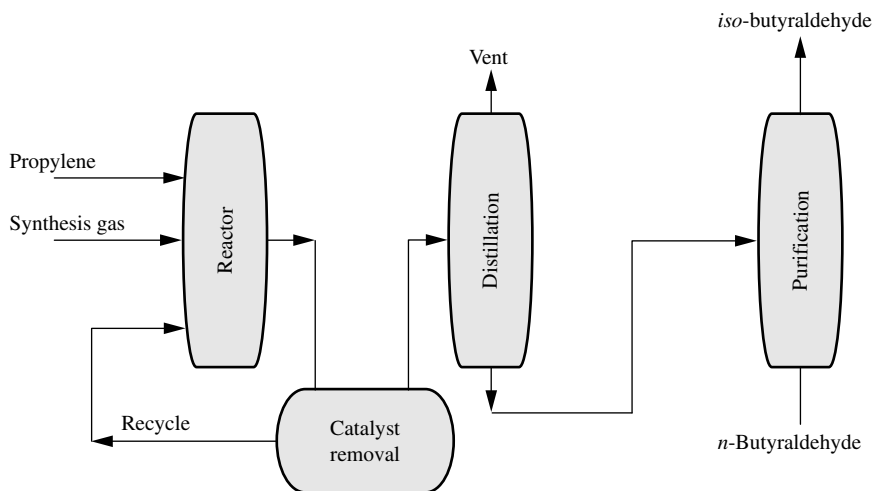 iso-butyraldehyde
Vent
Propylene
Synthesis gas
Reactor
Distillation
Purification
Recycle
Catalyst
removal
n-Butyraldehyde